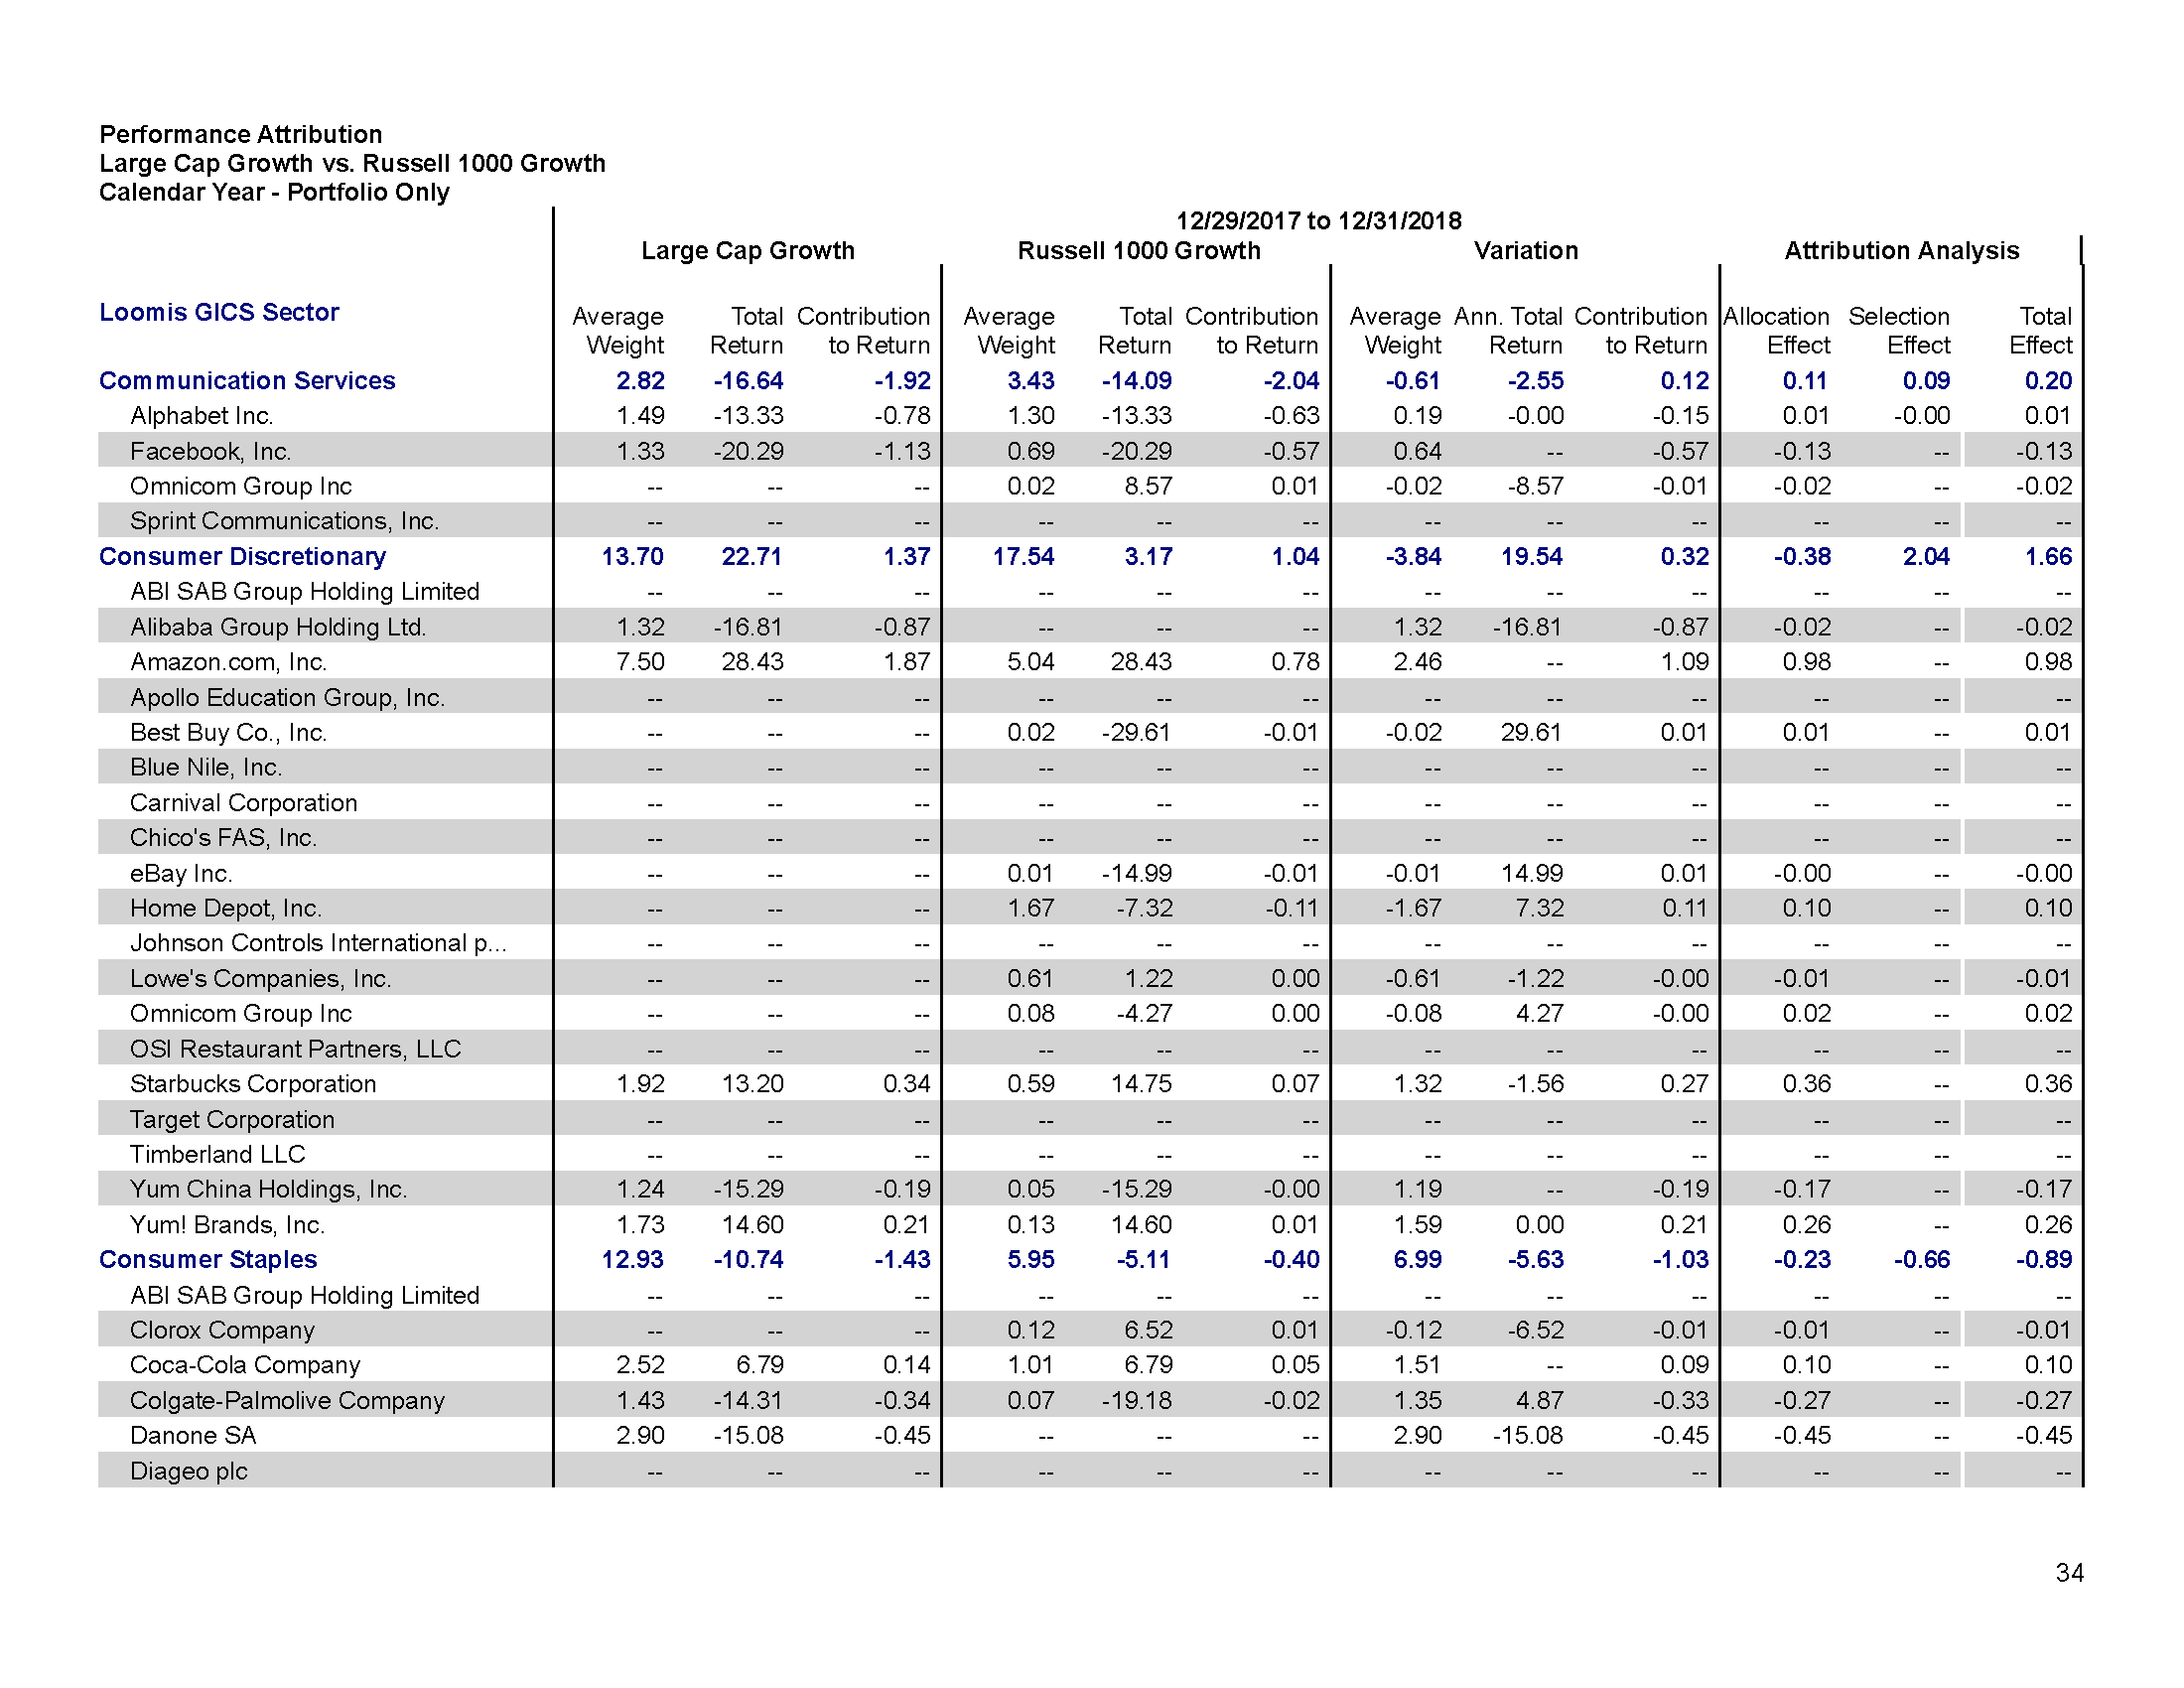 Performance Attribution
Large Cap Growth vs. Russell 1000 Growth
Calendar Year - Portfolio Only
12/29/2017 to 12/31/2018
Large Cap Growth Russell 1000 Growth Variation Attribution Analysis
Loomis GICS Sector Average Total Contribution Average Total Contribution Average Ann. Total Contribution Allocation Selection Total
Weight Return to Return Weight Return to Return Weight Return to Return Effect Effect Effect
Communication Services 2.82 -16.64 -1.92 3.43 -14.09 -2.04 -0.61 -2.55 0.12 0.11 0.09 0.20
Alphabet Inc. 1.49 -13.33 -0.78 1.30 -13.33 -0.63 0.19 -0.00 -0.15 0.01 -0.00 0.01
Facebook, Inc. 1.33 -20.29 -1.13 0.69 -20.29 -0.57 0.64 -- -0.57 -0.13 -- -0.13
Omnicom Group Inc -- -- -- 0.02 8.57 0.01 -0.02 -8.57 -0.01 -0.02 -- -0.02
Sprint Communications, Inc. -- -- -- -- -- -- -- -- -- -- -- --
Consumer Discretionary 13.70 22.71 1.37 17.54 3.17 1.04 -3.84 19.54 0.32 -0.38 2.04 1.66
ABI SAB Group Holding Limited -- -- -- -- -- -- -- -- -- -- -- --
Alibaba Group Holding Ltd. 1.32 -16.81 -0.87 -- -- -- 1.32 -16.81 -0.87 -0.02 -- -0.02
Amazon.com, Inc. 7.50 28.43 1.87 5.04 28.43 0.78 2.46 -- 1.09 0.98 -- 0.98
Apollo Education Group, Inc. -- -- -- -- -- -- -- -- -- -- -- --
Best Buy Co., Inc. -- -- -- 0.02 -29.61 -0.01 -0.02 29.61 0.01 0.01 -- 0.01
Blue Nile, Inc. -- -- -- -- -- -- -- -- -- -- -- --
Carnival Corporation -- -- -- -- -- -- -- -- -- -- -- --
Chico's FAS, Inc. -- -- -- -- -- -- -- -- -- -- -- --
eBay Inc. -- -- -- 0.01 -14.99 -0.01 -0.01 14.99 0.01 -0.00 -- -0.00
Home Depot, Inc. -- -- -- 1.67 -7.32 -0.11 -1.67 7.32 0.11 0.10 -- 0.10
Johnson Controls International p... -- -- -- -- -- -- -- -- -- -- -- --
Lowe's Companies, Inc. -- -- -- 0.61 1.22 0.00 -0.61 -1.22 -0.00 -0.01 -- -0.01
Omnicom Group Inc -- -- -- 0.08 -4.27 0.00 -0.08 4.27 -0.00 0.02 -- 0.02
OSI Restaurant Partners, LLC -- -- -- -- -- -- -- -- -- -- -- --
Starbucks Corporation 1.92 13.20 0.34 0.59 14.75 0.07 1.32 -1.56 0.27 0.36 -- 0.36
Target Corporation -- -- -- -- -- -- -- -- -- -- -- --
Timberland LLC -- -- -- -- -- -- -- -- -- -- -- --
Yum China Holdings, Inc. 1.24 -15.29 -0.19 0.05 -15.29 -0.00 1.19 -- -0.19 -0.17 -- -0.17
Yum! Brands, Inc. 1.73 14.60 0.21 0.13 14.60 0.01 1.59 0.00 0.21 0.26 -- 0.26
Consumer Staples 12.93 -10.74 -1.43 5.95 -5.11 -0.40 6.99 -5.63 -1.03 -0.23 -0.66 -0.89
ABI SAB Group Holding Limited -- -- -- -- -- -- -- -- -- -- -- --
Clorox Company -- -- -- 0.12 6.52 0.01 -0.12 -6.52 -0.01 -0.01 -- -0.01
Coca-Cola Company 2.52 6.79 0.14 1.01 6.79 0.05 1.51 -- 0.09 0.10 -- 0.10
Colgate-Palmolive Company 1.43 -14.31 -0.34 0.07 -19.18 -0.02 1.35 4.87 -0.33 -0.27 -- -0.27
Danone SA 2.90 -15.08 -0.45 -- -- -- 2.90 -15.08 -0.45 -0.45 -- -0.45
Diageo plc -- -- -- -- -- -- -- -- -- -- -- --
34